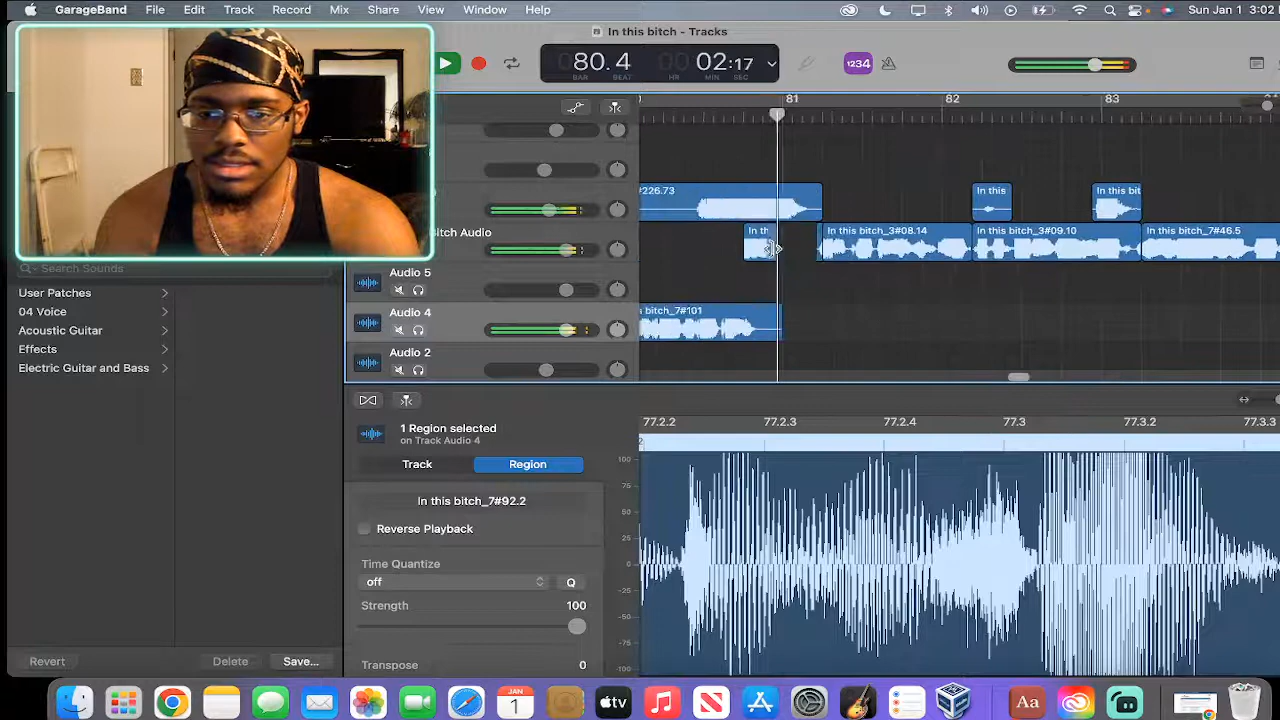 GarageBand File Edit Track Record Mix Share View Window Help Sun Jan 1 3:02
In this bitch - Tracks
80.4 00 02:17
BAR BEAT HR MIN SEC
1234
81 82 83
#226.73 In this In this bit
Bitch Audio
In th In this bitch_3#08.14 In this bitch_3#09.10 In this bitch_7#46.5
Search Sounds
Audio 5
User Patches
04 Voice
Acoustic Guitar
Effects
Electric Guitar and Bass
Audio 4
s bitch_7#101
Audio 2
77.2.2 77.2.3 77.2.4 77.3 77.3.2 77.3.3
1 Region selected
on Track Audio 4
Track Region
In this bitch_7#92.2
Reverse Playback
Time Quantize
off Q
Strength 100
Transpose 0
100
75
50
25
0
-25
-50
-75
-100
Revert Delete Save...
JAN
1
tv
Aa